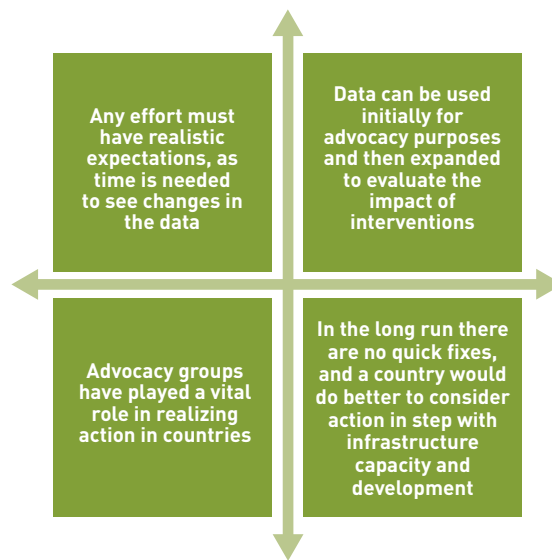 Any effort must
have realistic
expectations, as
time is needed
to see changes in
the data
Data can be used
initially for
advocacy purposes
and then expanded
to evaluate the
impact of
interventions
Advocacy groups
have played a vital
role in realizing
action in countries
In the long run there
are no quick fixes,
and a country would
do better to consider
action in step with
infrastructure
capacity and
development